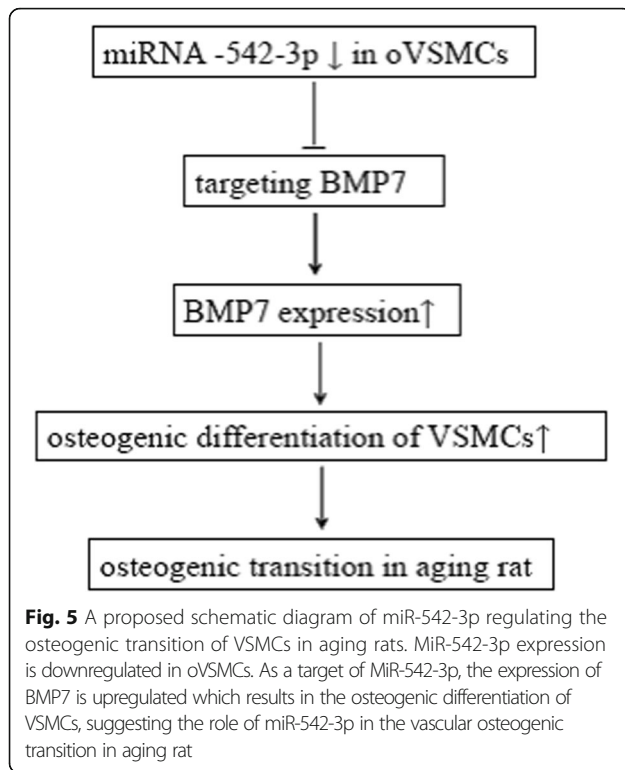 miRNA -542-3p ↓ in oVSMCs
targeting BMP7
BMP7 expression↑
osteogenic differentiation of VSMCs↑
osteogenic transition in aging rat
Fig. 5 A proposed schematic diagram of miR-542-3p regulating the
osteogenic transition of VSMCs in aging rats. MiR-542-3p expression
is downregulated in oVSMCs. As a target of MiR-542-3p, the expression of
BMP7 is upregulated which results in the osteogenic differentiation of
VSMCs, suggesting the role of miR-542-3p in the vascular osteogenic
transition in aging rat